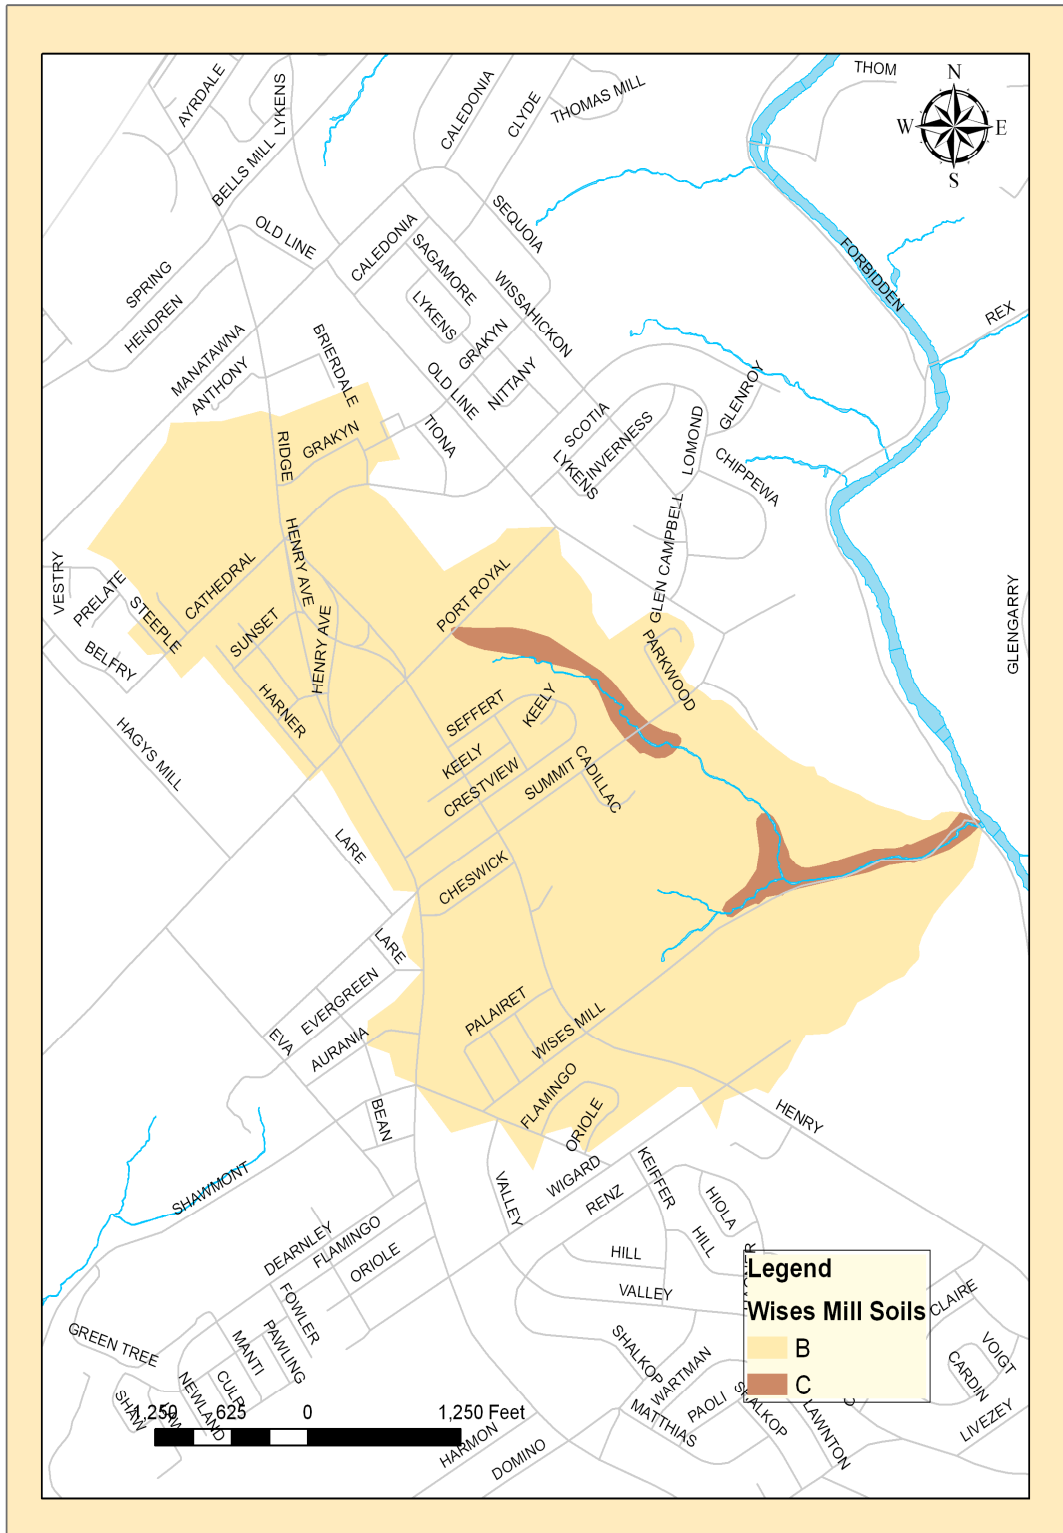 THOM
N
W
E
S
AYRDALE
LYKENS
CALEDONIA
CLYDE
THOMAS MILL
BELLS MILL
OLD LINE
CALEDONIA
SAGAMORE
SEQUOIA
FORBIDDEN
SPRING
HENDREN
LYKENS
WISSAHICKON
REX
MANATAWNA
ANTHONY
BRIERDALE
GRAKYN
NITTANY
OLD LINE
GLENROY
SCOTIA
INVERNESS
LYKENS
LOMOND
CHIPPEWA
RIDGE
GRAKYN
TIONA
GLEN CAMPBELL
HENRY AVE
VESTRY
PRELATE
STEEPLE
CATHEDRAL
SUNSET
HENRY AVE
PORT ROYAL
GLENGARRY
BELFRY
HARNER
PARKWOOD
HAGYS MILL
SEFFERT
KEELY
KEELY
CRESTVIEW
SUMMIT
CADILLAC
LARE
CHESWICK
LARE
EVERGREEN
EVA
AURANIA
PALAIRET
WISES MILL
FLAMINGO
ORIOLE
BEAN
HENRY
SHAWMONT
VALLEY
WIGARD
RENZ
KEIFFER
HIOLA
HILL
HILL
DEARNLEY
FLAMINGO
ORIOLE
VALLEY
FOWLER
PAWLING
MANTI
GREEN TREE
NEWLAND
SHAW
Legend
Wises Mill Soils
B
C
CLAIRE
VOIGT
CARDIN
LIVEZEY
SHALKOP
WARTMAN
PAOLI
MATTHIAS
SHALKOP
LAWNTON
HARMON
DOMINO
1,250 625 0 1,250 Feet